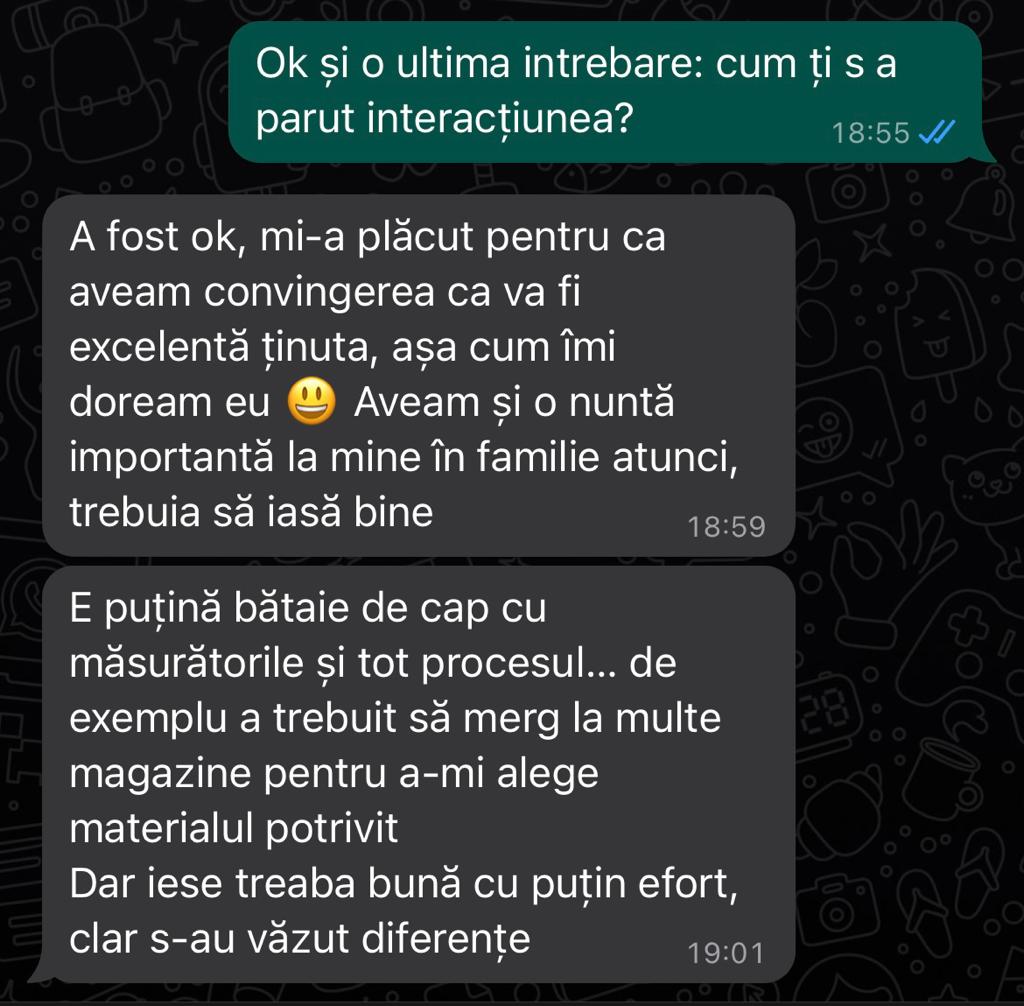 Ok și o ultima intrebare: cum ți s a
parut interacțiunea?
18:55
A fost ok, mi-a plăcut pentru ca
aveam convingerea ca va fi
excelentă ținuta, așa cum îmi
doream eu 😃 Aveam și o nuntă
importantă la mine în familie atunci,
trebuia să iasă bine
18:59
E puțină bătaie de cap cu
măsurătorile și tot procesul... de
exemplu a trebuit să merg la multe
magazine pentru a-mi alege
materialul potrivit
Dar iese treaba bună cu puțin efort,
clar s-au văzut diferențe
19:01